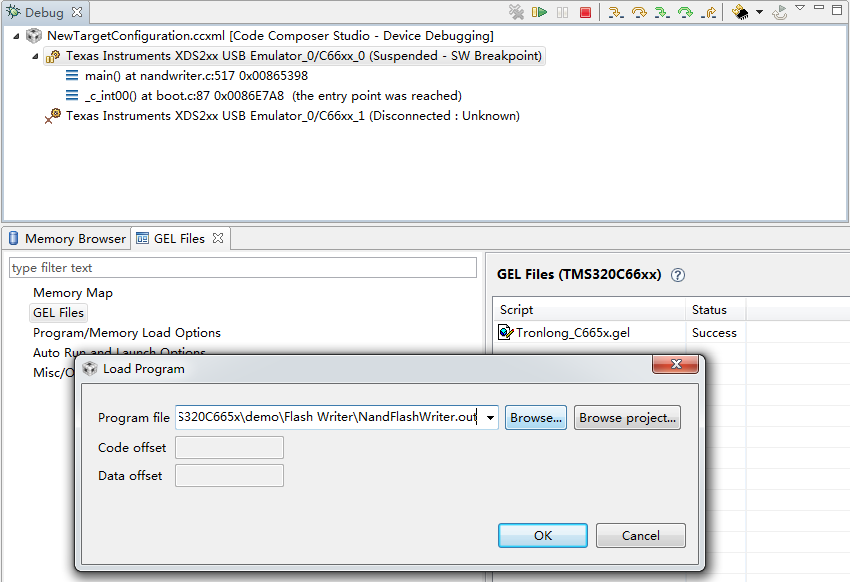 Debug
NewTargetConfiguration.ccxml [Code Composer Studio - Device Debugging]
Texas Instruments XDS2xx USB Emulator_0/C66xx_0 (Suspended - SW Breakpoint)
main() at nandwriter.c:517 0x00865398
_c_int00() at boot.c:87 0x0086E7A8  (the entry point was reached)
Texas Instruments XDS2xx USB Emulator_0/C66xx_1 (Disconnected : Unknown)
Memory Browser GEL Files
type filter text
Memory Map
GEL Files
Program/Memory Load Options
Auto Run and Launch Options
Misc/O
GEL Files (TMS320C66xx)
Script Status
Tronlong_C665x.gel Success
Load Program
Program file S320C665x\demo\Flash Writer\NandFlashWriter.out Browse... Browse project...
Code offset
Data offset
OK Cancel